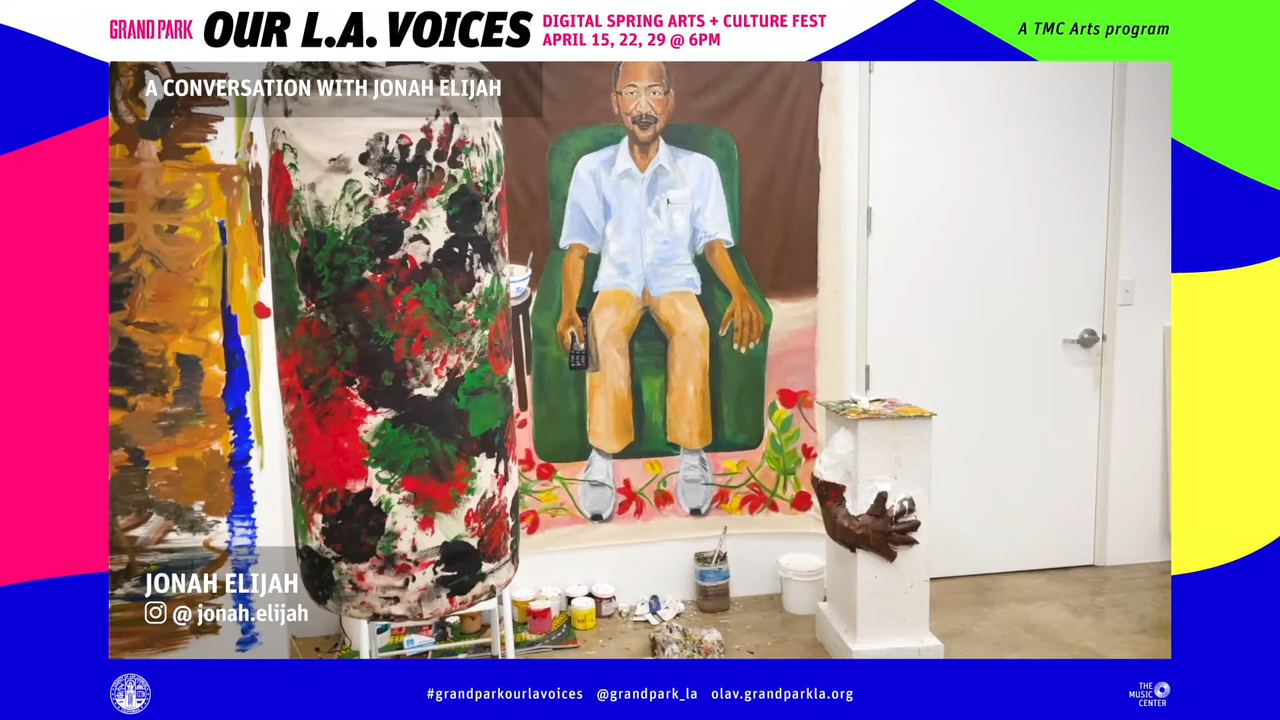 GRAND PARK
OUR L.A. VOICES
DIGITAL SPRING ARTS + CULTURE FEST
APRIL 15, 22, 29 @ 6PM
A TMC Arts program
A CONVERSATION WITH JONAH ELIJAH
JONAH ELIJAH
@ jonah.elijah
#grandparkourlavoices @grandpark_la olav.grandparkla.org
THE
MUSIC
CENTER